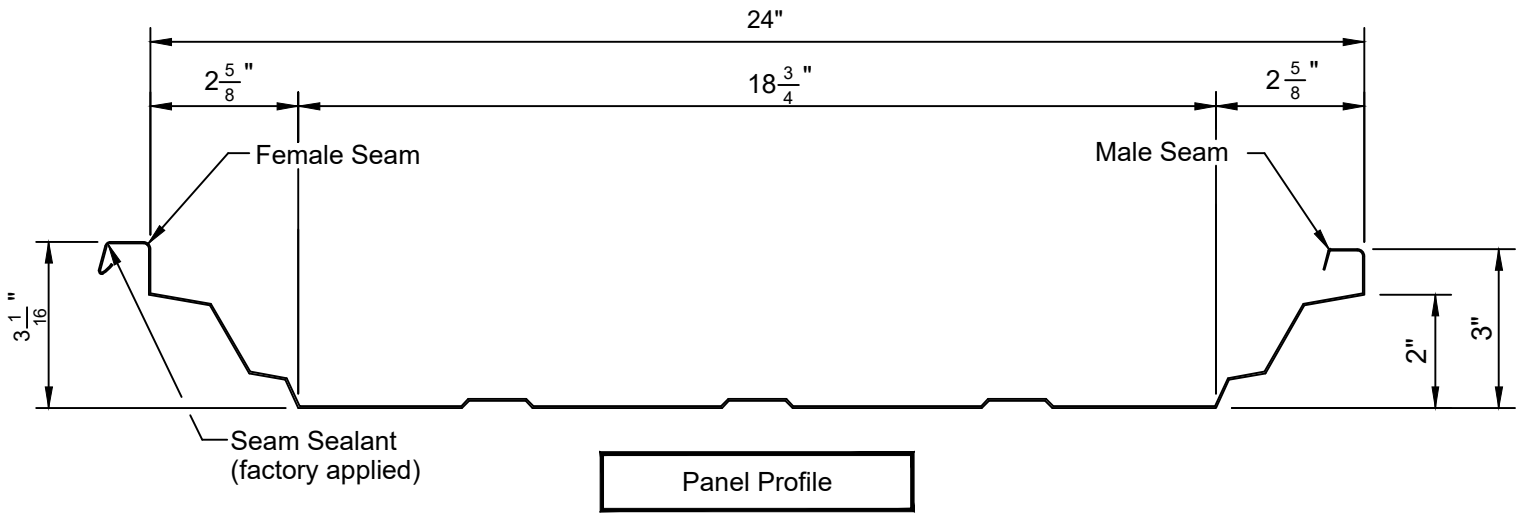 24"
2 5/8"
18 3/4"
2 5/8"
Female Seam
Male Seam
3 1/16"
2"
3"
Seam Sealant
(factory applied)
Panel Profile